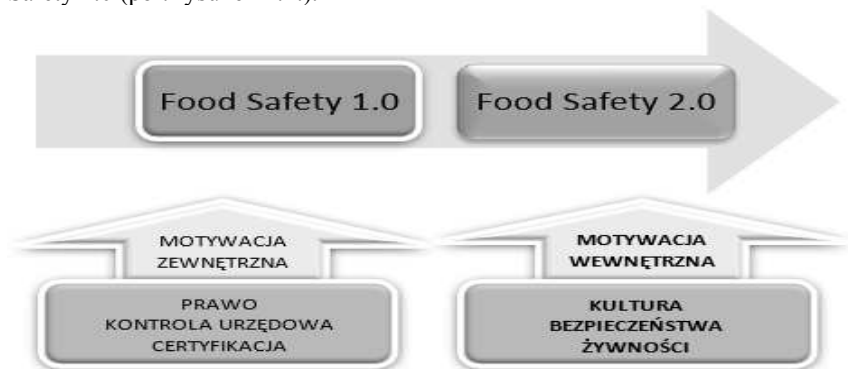 Food Safety 1.0
Food Safety 2.0
MOTYWACJA
ZEWNĘTRZNA
PRAWO
KONTROLA URZĘDOWA
CERTYFIKACJA
MOTYWACJA
WEWNĘTRZNA
KULTURA
BEZPIECZEŃSTWA
ŻYWNOŚCI